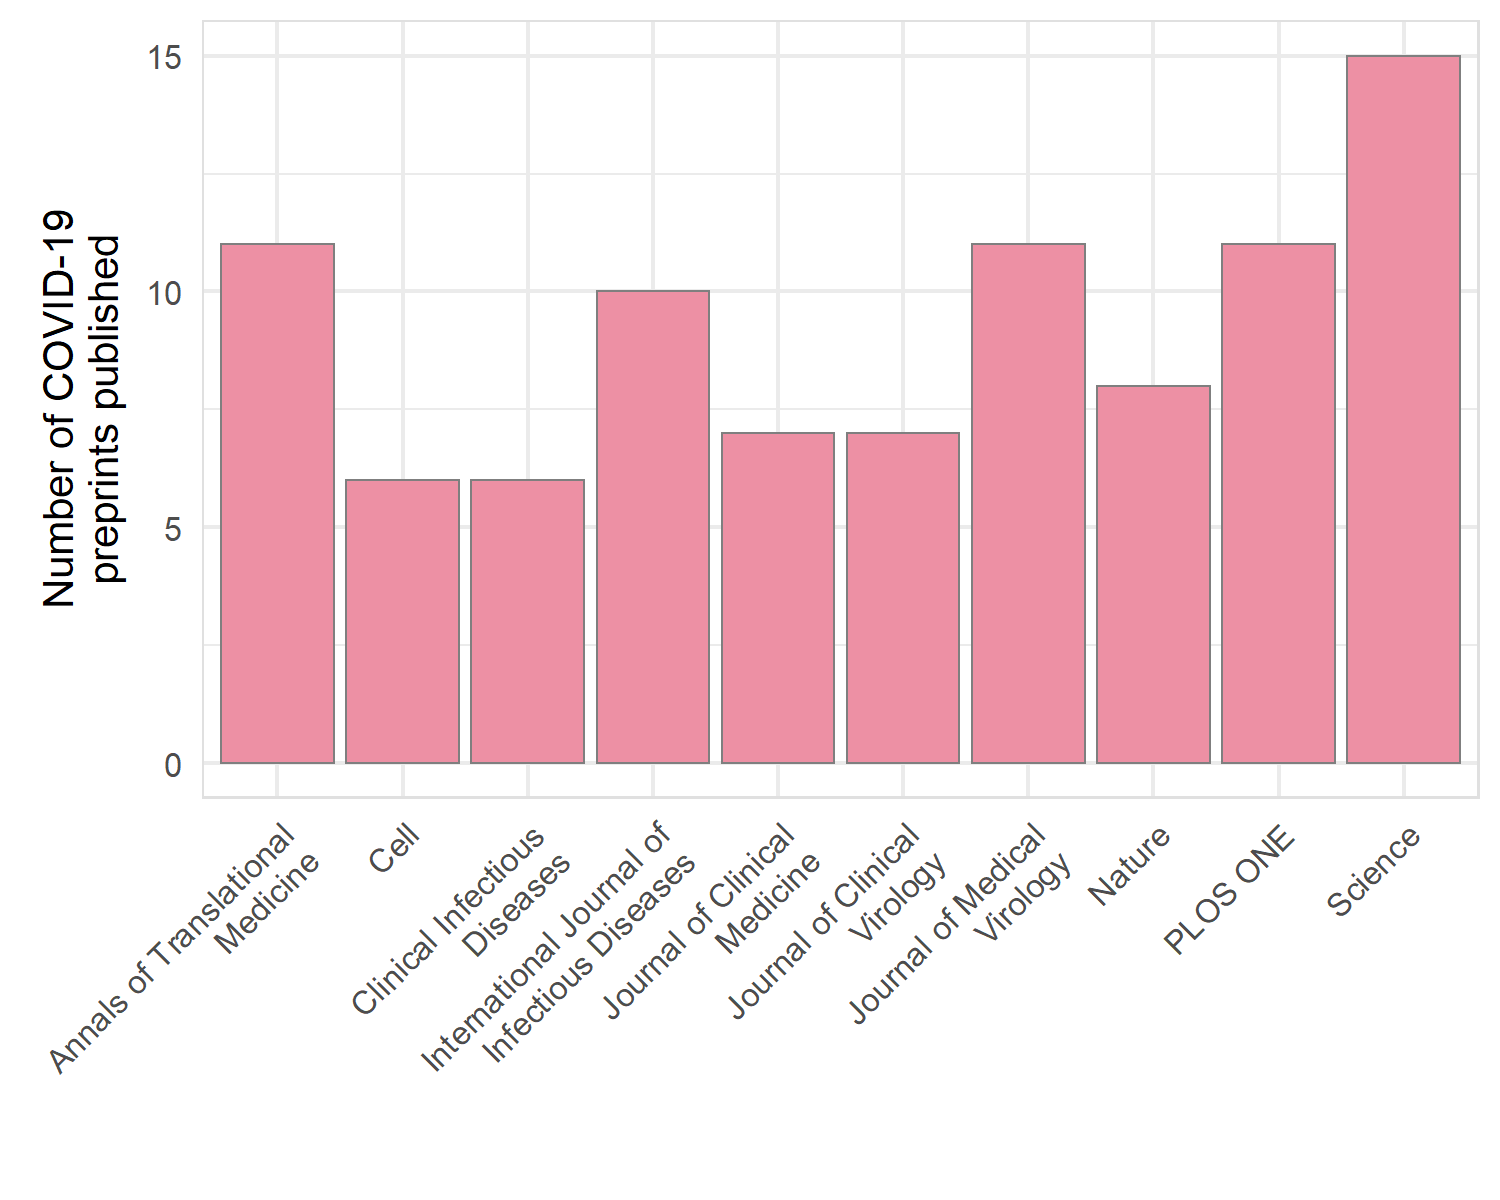 Number of COVID-19
preprints published
15
10
5
0
Annals of Translational
Medicine
Cell
Clinical Infectious
Diseases
International Journal of
Infectious Diseases
Journal of Clinical
Medicine
Journal of Clinical
Virology
Journal of Medical
Virology
Nature
PLOS ONE
Science